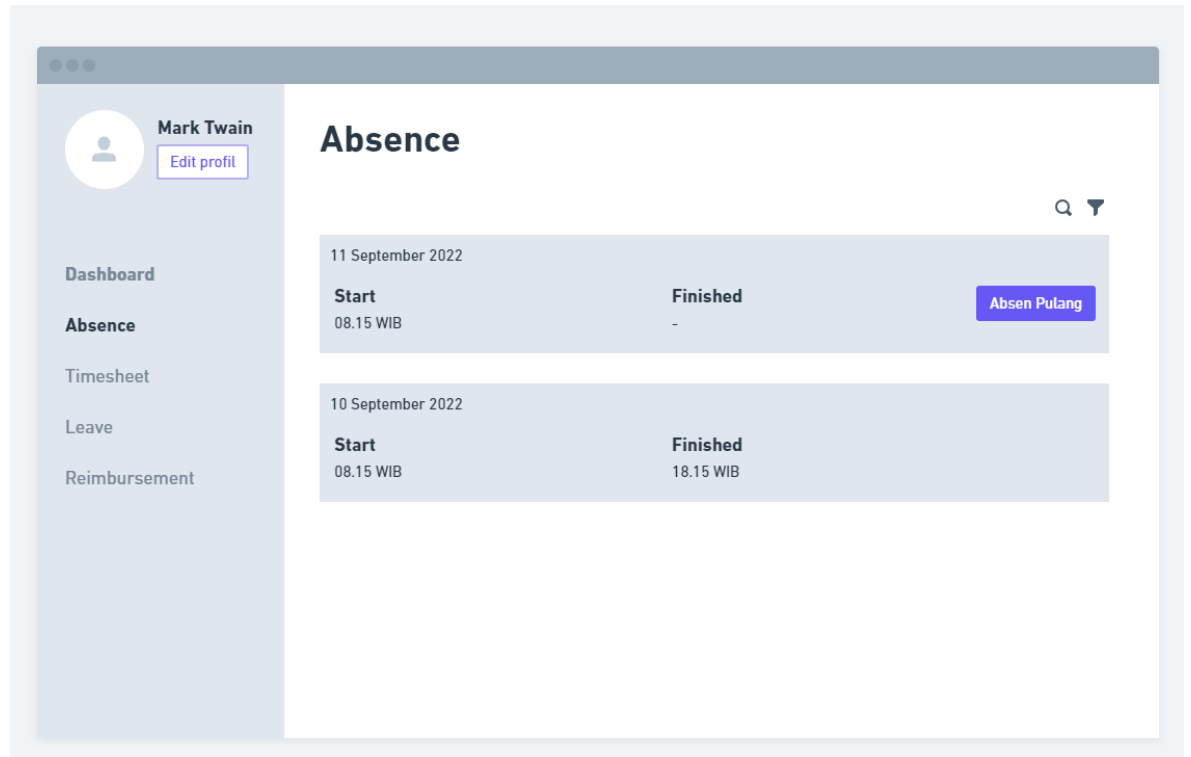 Mark Twain
Edit profil
Dashboard
Absence
Timesheet
Leave
Reimbursement
Absence
11 September 2022
Start Finished
08.15 WIB -
Absen Pulang
10 September 2022
Start Finished
08.15 WIB 18.15 WIB